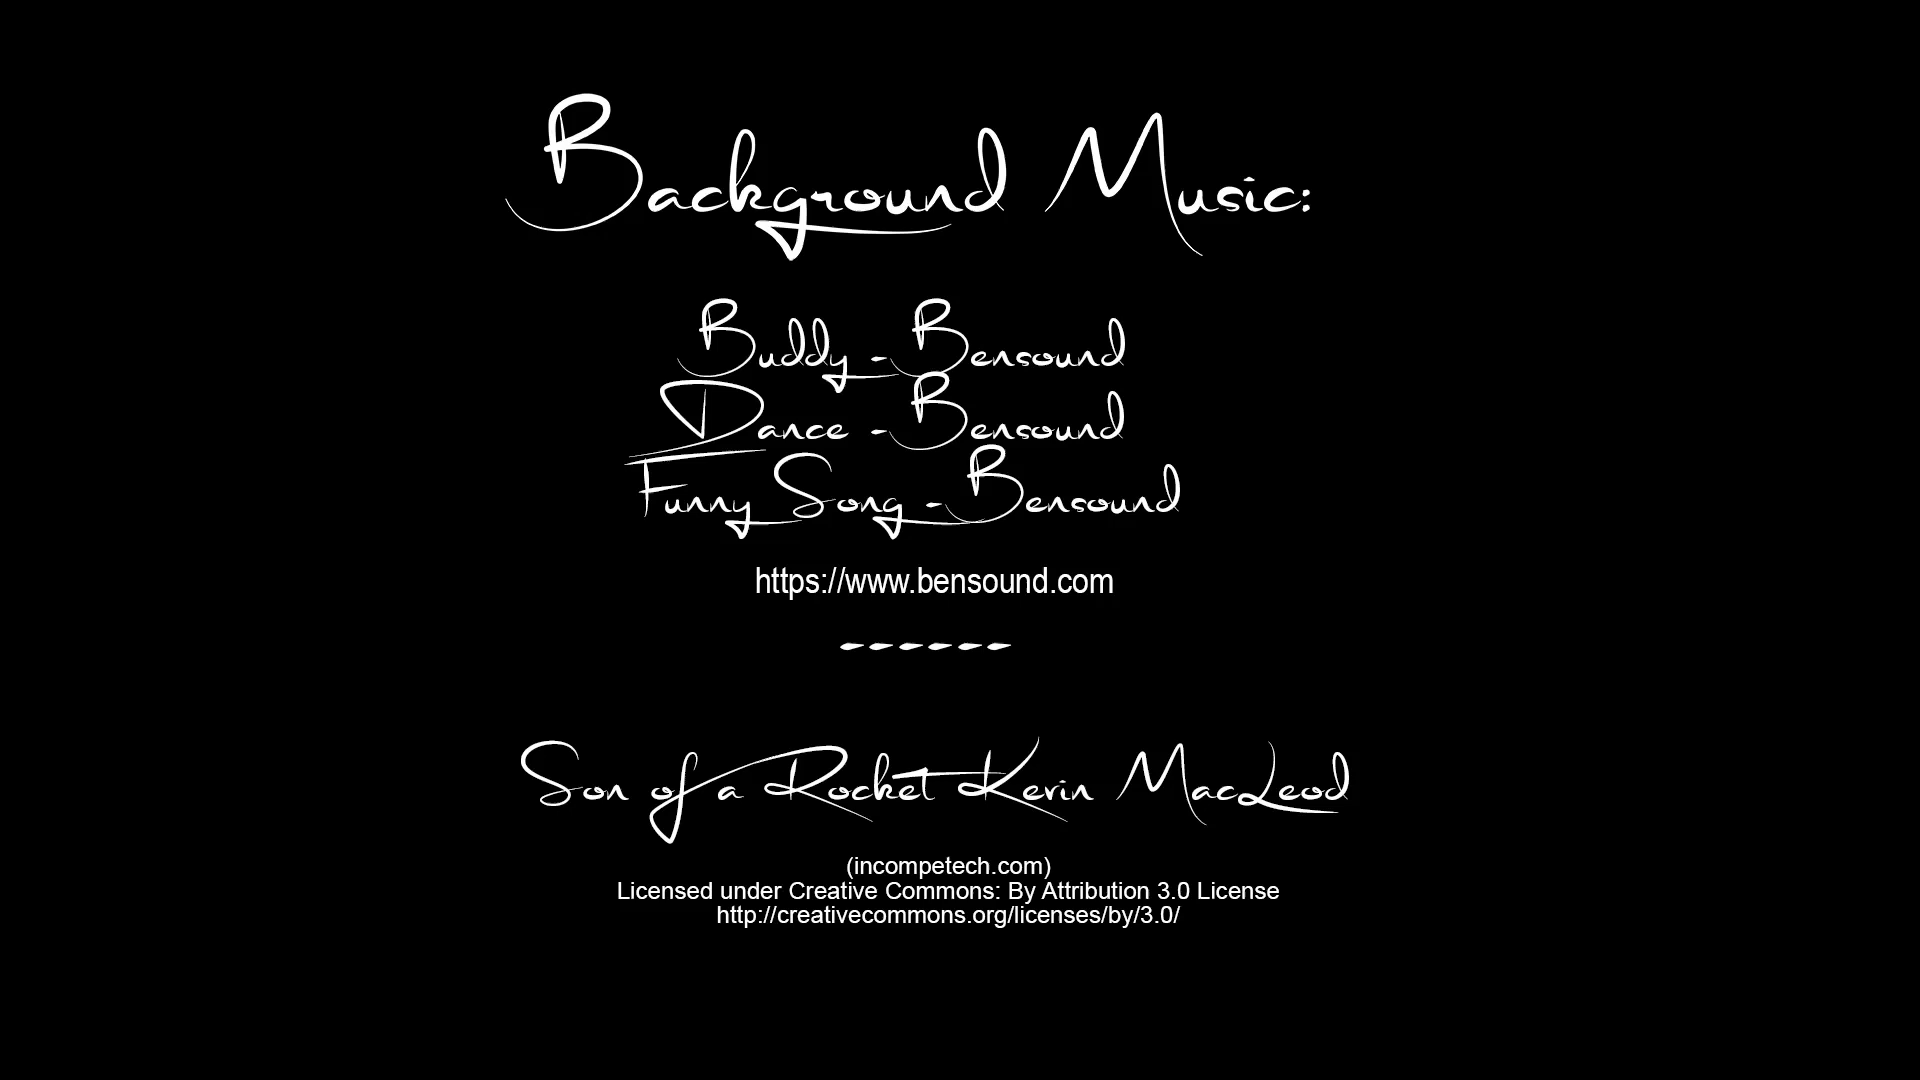 Background Music:
Buddy - Bensound
Dance - Bensound
Funny Song - Bensound
https://www.bensound.com
------
Son of a Rocket Kevin MacLeod
(incompetech.com)
Licensed under Creative Commons: By Attribution 3.0 License
http://creativecommons.org/licenses/by/3.0/